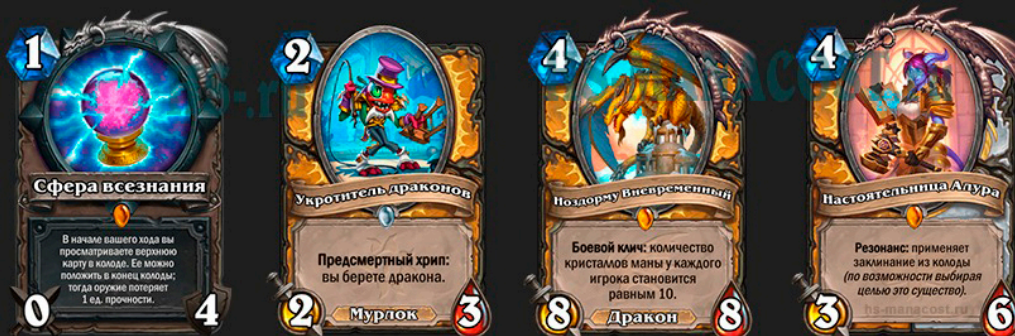 1
Сфера всезнания
В начале вашего хода вы
просматриваете верхнюю
карту в колоде. Ее можно
положить в конец колоды;
тогда оружие потеряет
1 ед. прочности.
0
4
2
Укротитель драконов
Предсмертный хрип:
вы берете дракона.
2
Мурлок
3
4
Ноздорму Вневременный
Боевой клич: количество
кристаллов маны у каждого
игрока становится
равным 10.
8
Дракон
8
4
Настоятельница Алура
Резонанс: применяет
заклинание из колоды
(по возможности выбирая
целью это существо).
3
hs-manacost.ru
6